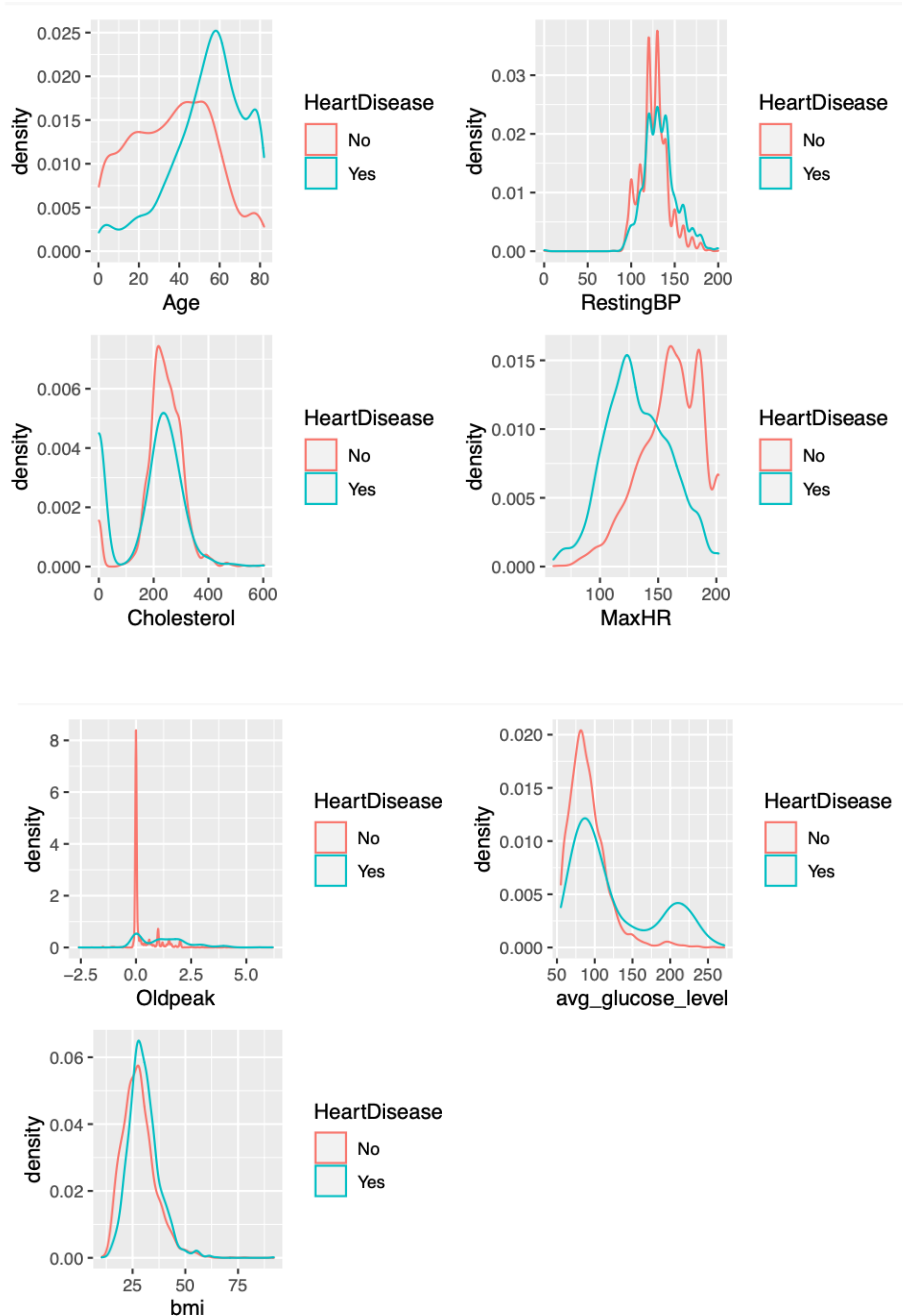 0.025
0.020
0.015
0.010
0.005
0.000
density
0 20 40 60 80
Age
HeartDisease
No
Yes
0.03
0.02
0.01
0.00
density
0 50 100 150 200
RestingBP
HeartDisease
No
Yes
0.006
0.004
0.002
0.000
density
0 200 400 600
Cholesterol
HeartDisease
No
Yes
0.015
0.010
0.005
0.000
density
100 150 200
MaxHR
HeartDisease
No
Yes
8
6
4
2
0
density
−2.5 0.0 2.5 5.0
Oldpeak
HeartDisease
No
Yes
0.020
0.015
0.010
0.005
0.000
density
50 100 150 200 250
avg_glucose_level
HeartDisease
No
Yes
0.06
0.04
0.02
0.00
density
25 50 75
bmi
HeartDisease
No
Yes